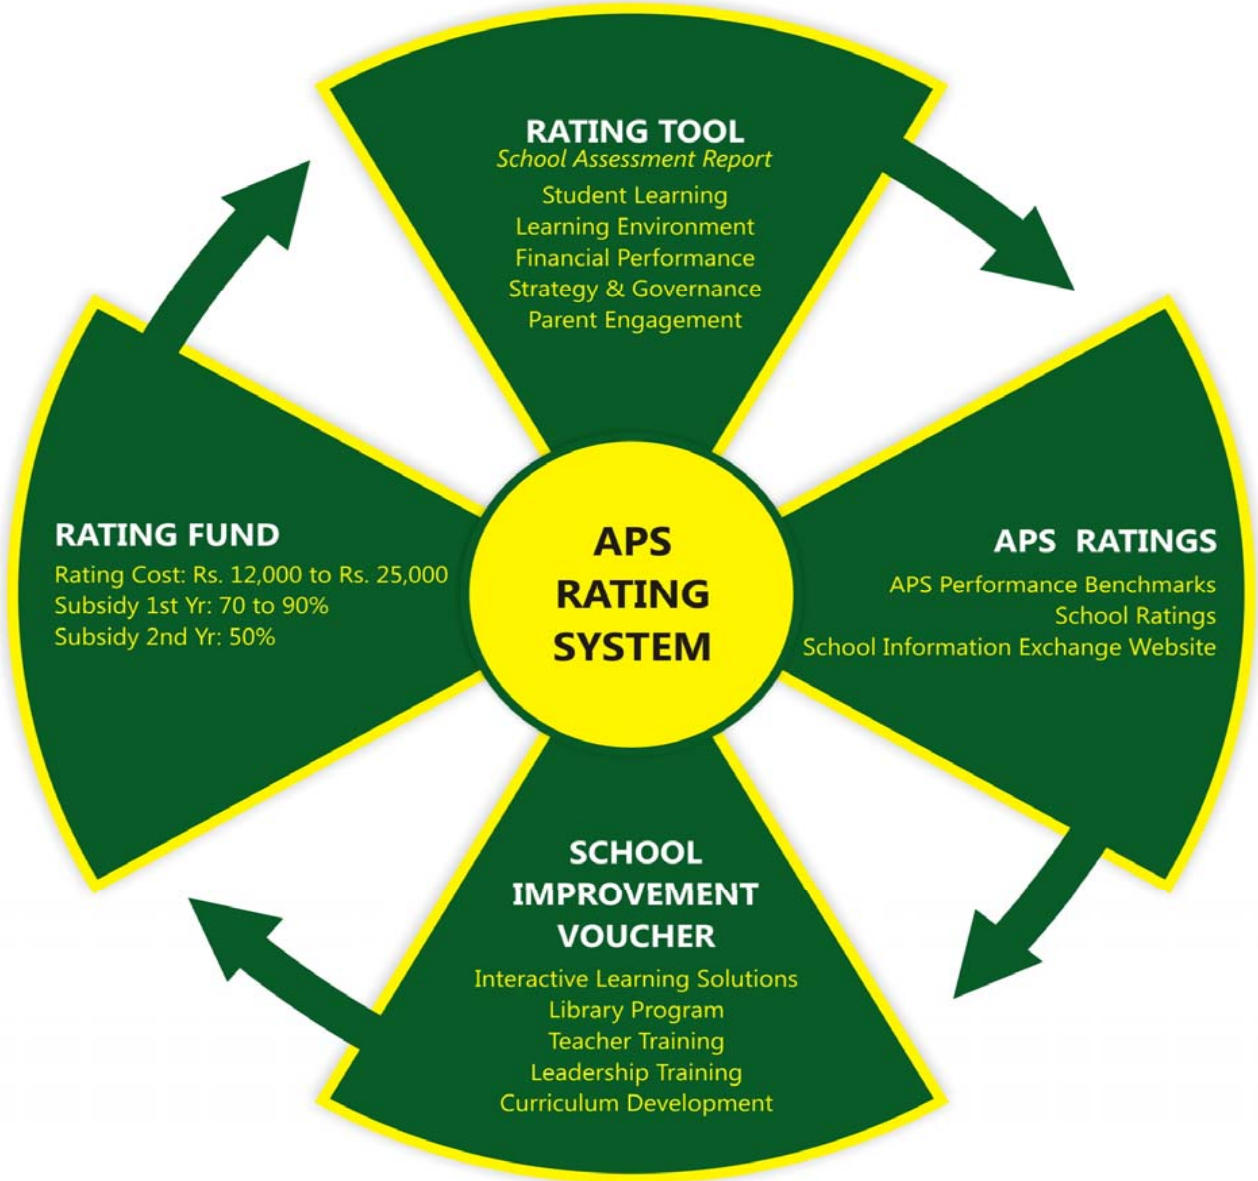 RATING TOOL
School Assessment Report
Student Learning
Learning Environment
Financial Performance
Strategy & Governance
Parent Engagement
RATING FUND
Rating Cost: Rs. 12,000 to Rs. 25,000
Subsidy 1st Yr: 70 to 90%
Subsidy 2nd Yr: 50%
APS
RATING
SYSTEM
APS RATINGS
APS Performance Benchmarks
School Ratings
School Information Exchange Website
SCHOOL
IMPROVEMENT
VOUCHER
Interactive Learning Solutions
Library Program
Teacher Training
Leadership Training
Curriculum Development